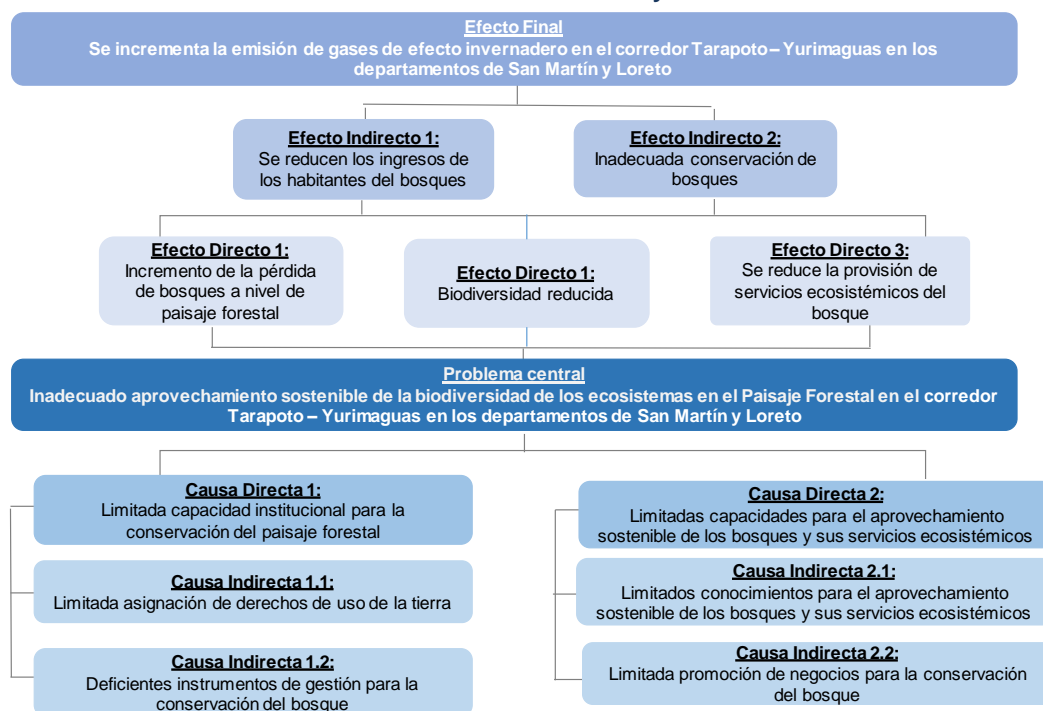 Efecto Final
Se incrementa la emisión de gases de efecto invernadero en el corredor Tarapoto – Yurimaguas en los
departamentos de San Martín y Loreto
Efecto Indirecto 1:
Se reducen los ingresos de
los habitantes del bosques
Efecto Indirecto 2:
Inadecuada conservación de
bosques
Efecto Directo 1:
Incremento de la pérdida
de bosques a nivel de
paisaje forestal
Efecto Directo 1:
Biodiversidad reducida
Efecto Directo 3:
Se reduce la provisión de
servicios ecosistémicos del
bosque
Problema central
Inadecuado aprovechamiento sostenible de la biodiversidad de los ecosistemas en el Paisaje Forestal en el corredor
Tarapoto – Yurimaguas en los departamentos de San Martín y Loreto
Causa Directa 1:
Limitada capacidad institucional para la
conservación del paisaje forestal
Causa Indirecta 1.1:
Limitada asignación de derechos de uso de la tierra
Causa Indirecta 1.2:
Deficientes instrumentos de gestión para la
conservación del bosque
Causa Directa 2:
Limitadas capacidades para el aprovechamiento
sostenible de los bosques y sus servicios ecosistémicos
Causa Indirecta 2.1:
Limitados conocimientos para el aprovechamiento
sostenible de los bosques y sus servicios ecosistémicos
Causa Indirecta 2.2:
Limitada promoción de negocios para la conservación
del bosque